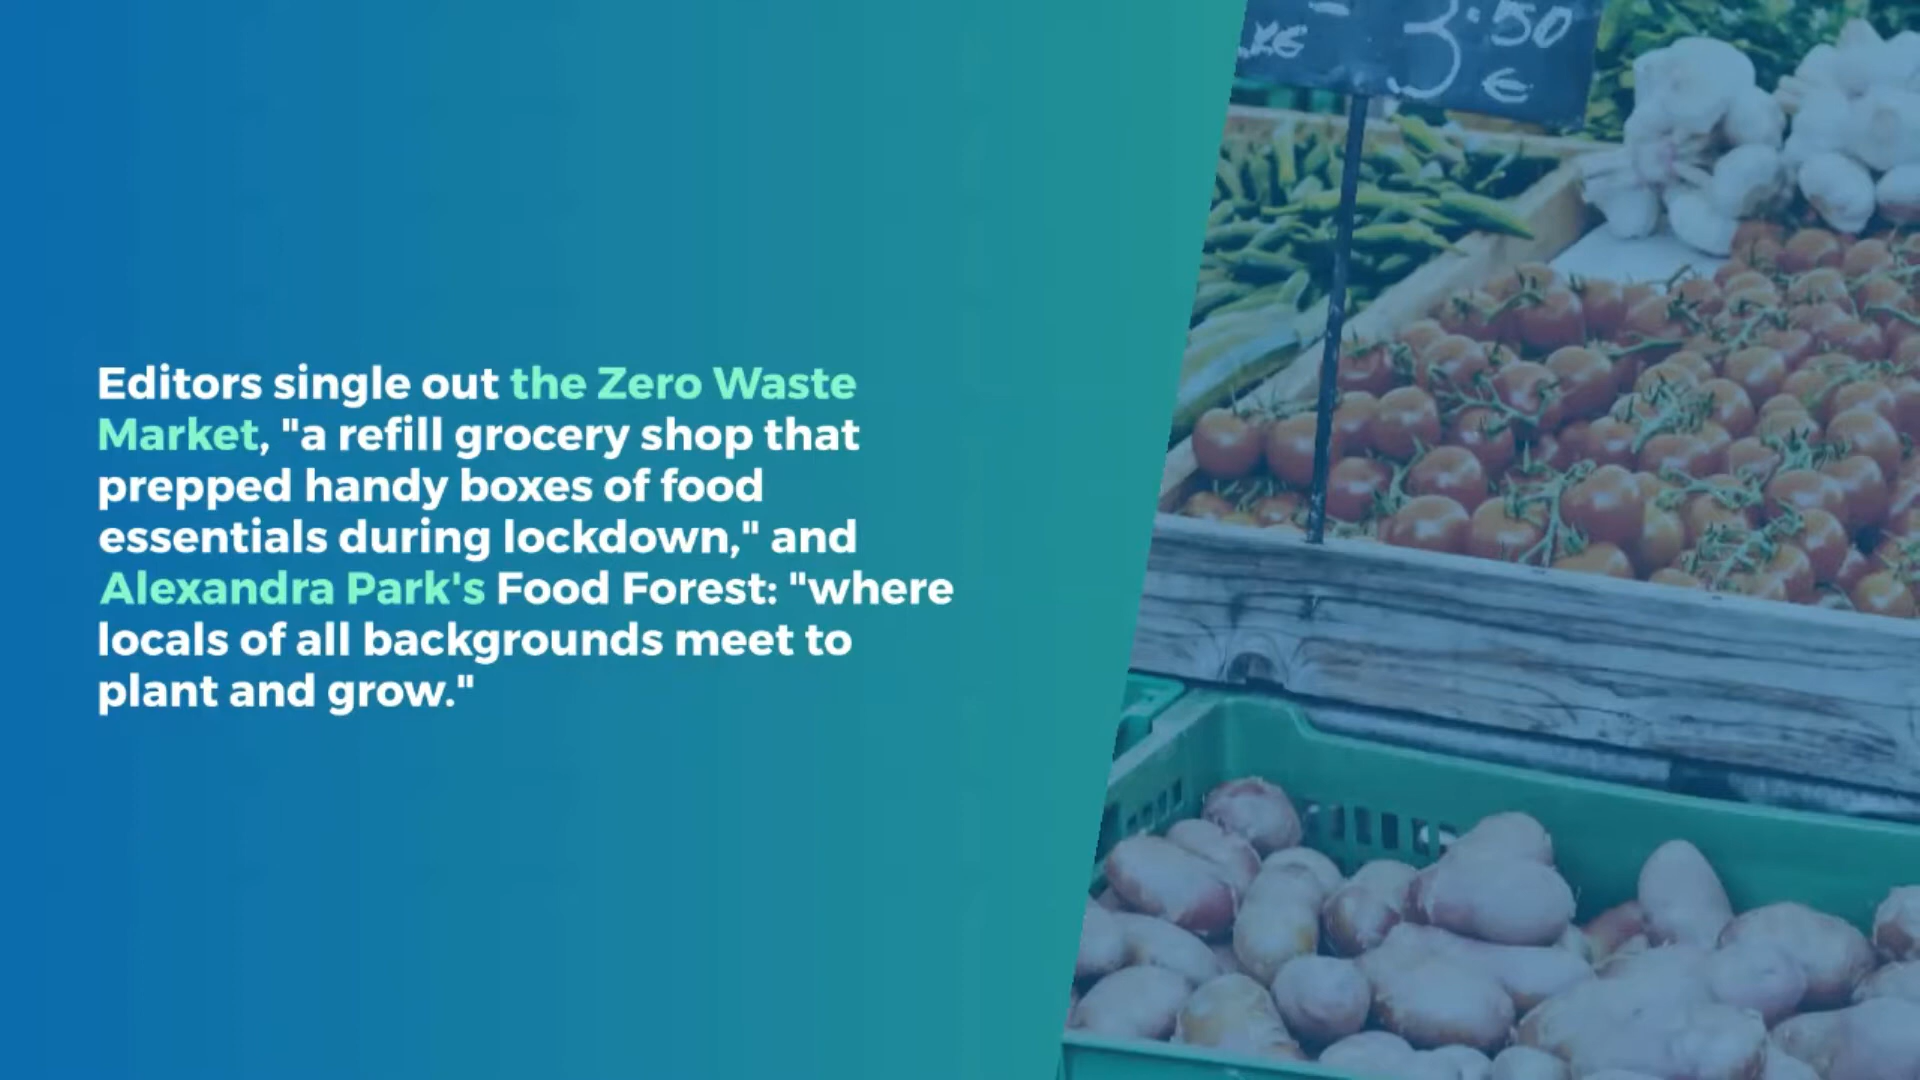 KG 3.50
€
Editors single out the Zero Waste
Market, "a refill grocery shop that
prepped handy boxes of food
essentials during lockdown," and
Alexandra Park's Food Forest: "where
locals of all backgrounds meet to
plant and grow."